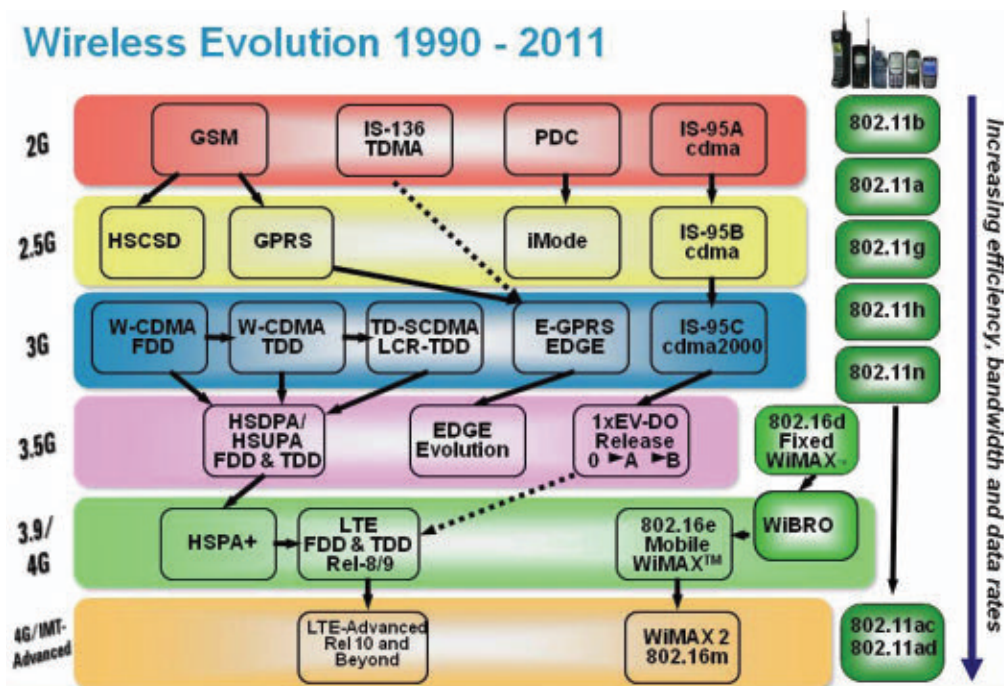 Wireless Evolution 1990 - 2011
2G
GSM
IS-136
TDMA
PDC
IS-95A
cdma
802.11b
802.11a
2.5G
HSCSD
GPRS
iMode
IS-95B
cdma
802.11g
802.11h
3G
W-CDMA
FDD
W-CDMA
TDD
TD-SCDMA
LCR-TDD
E-GPRS
EDGE
IS-95C
cdma2000
802.11n
3.5G
HSDPA/
HSUPA
FDD & TDD
EDGE
Evolution
1xEV-DO
Release
0 ►A ►B
802.16d
Fixed
WiMAX™
3.9/
4G
HSPA+
LTE
FDD & TDD
Rel-8/9
802.16e
Mobile
WiMAX™
WiBRO
4G/IMT-
Advanced
LTE-Advanced
Rel 10 and
Beyond
WiMAX 2
802.16m
802.11ac
802.11ad
Increasing efficiency, bandwidth and data rates